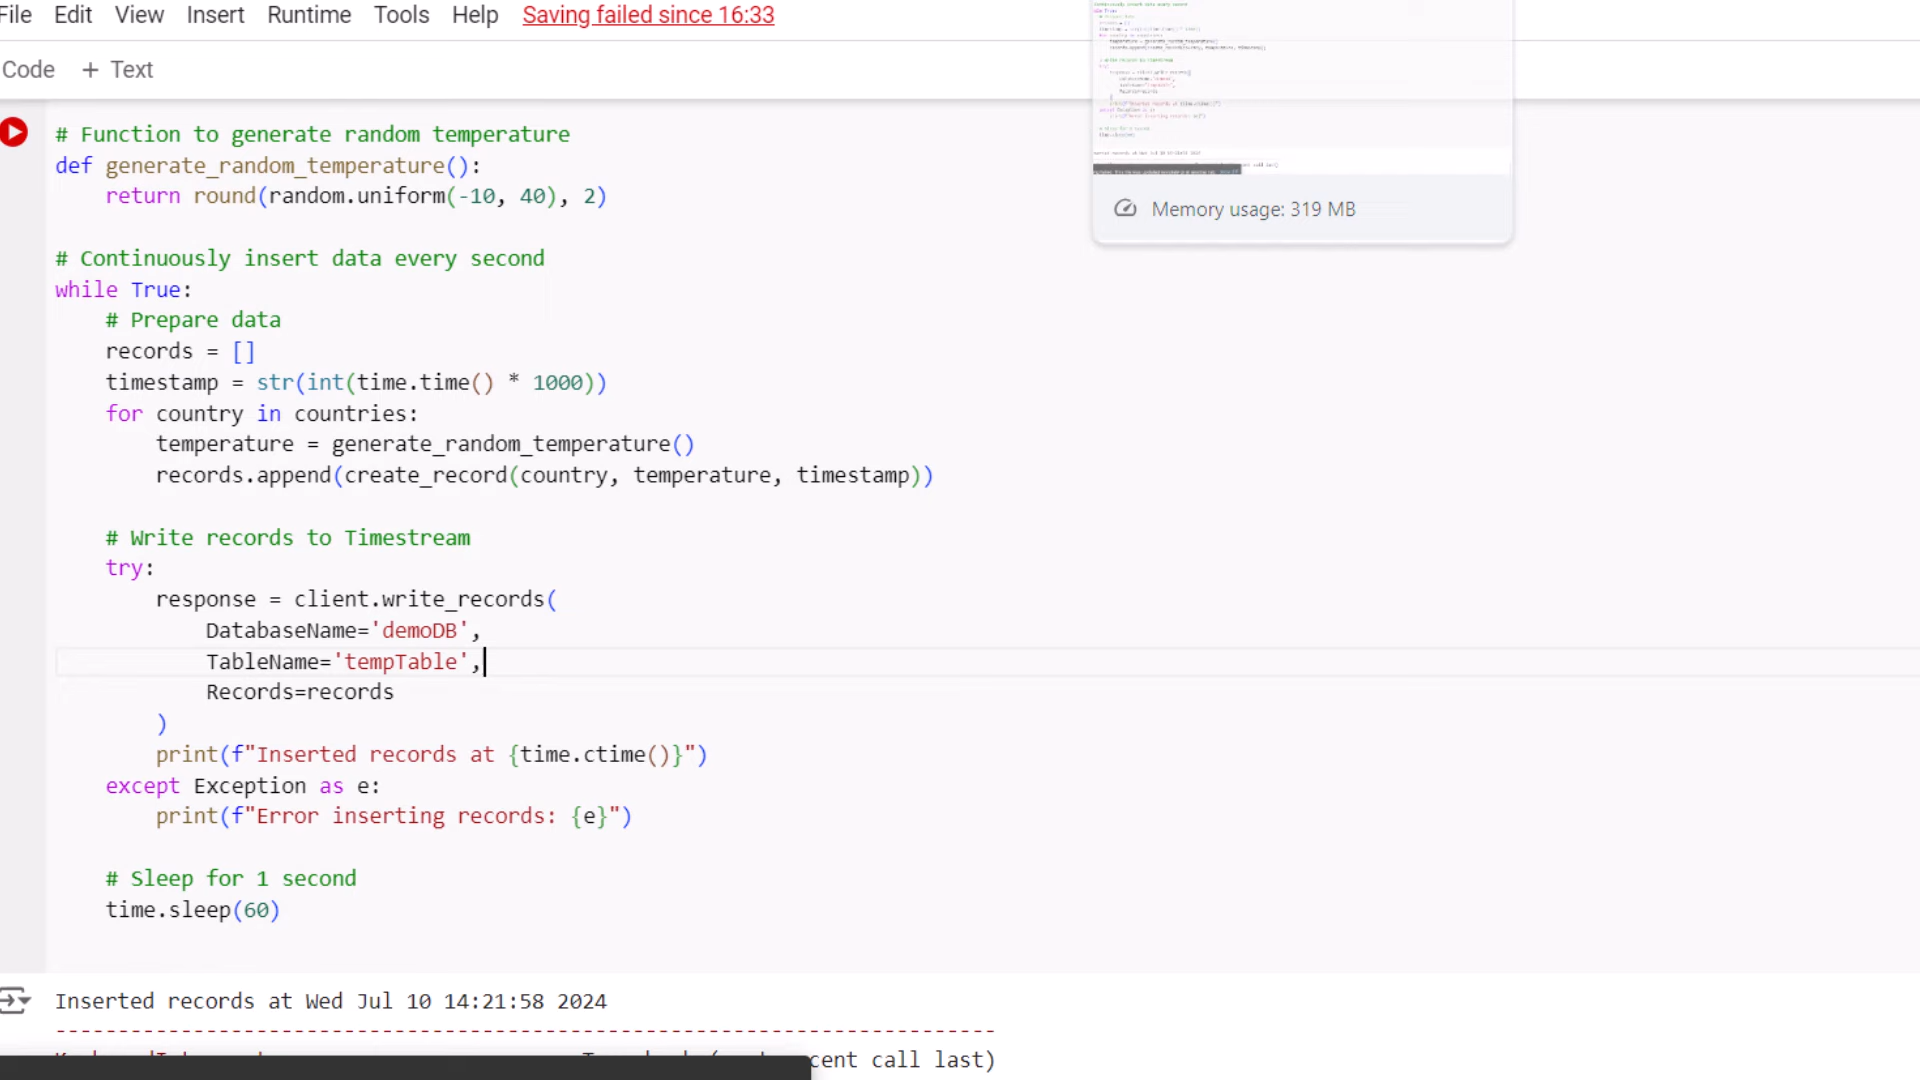 File Edit View Insert Runtime Tools Help Saving failed since 16:33
Code + Text
Memory usage: 319 MB
# Function to generate random temperature
def generate_random_temperature():
    return round(random.uniform(-10, 40), 2)
# Continuously insert data every second
while True:
    # Prepare data
    records = []
    timestamp = str(int(time.time() * 1000))
    for country in countries:
        temperature = generate_random_temperature()
        records.append(create_record(country, temperature, timestamp))
    # Write records to Timestream
    try:
        response = client.write_records(
            DatabaseName='demoDB',
            TableName='tempTable',
            Records=records
        )
        print(f"Inserted records at {time.ctime()}")
    except Exception as e:
        print(f"Error inserting records: {e}")
    # Sleep for 1 second
    time.sleep(60)
Inserted records at Wed Jul 10 14:21:58 2024
---------------------------------------------------------------------------
call last)